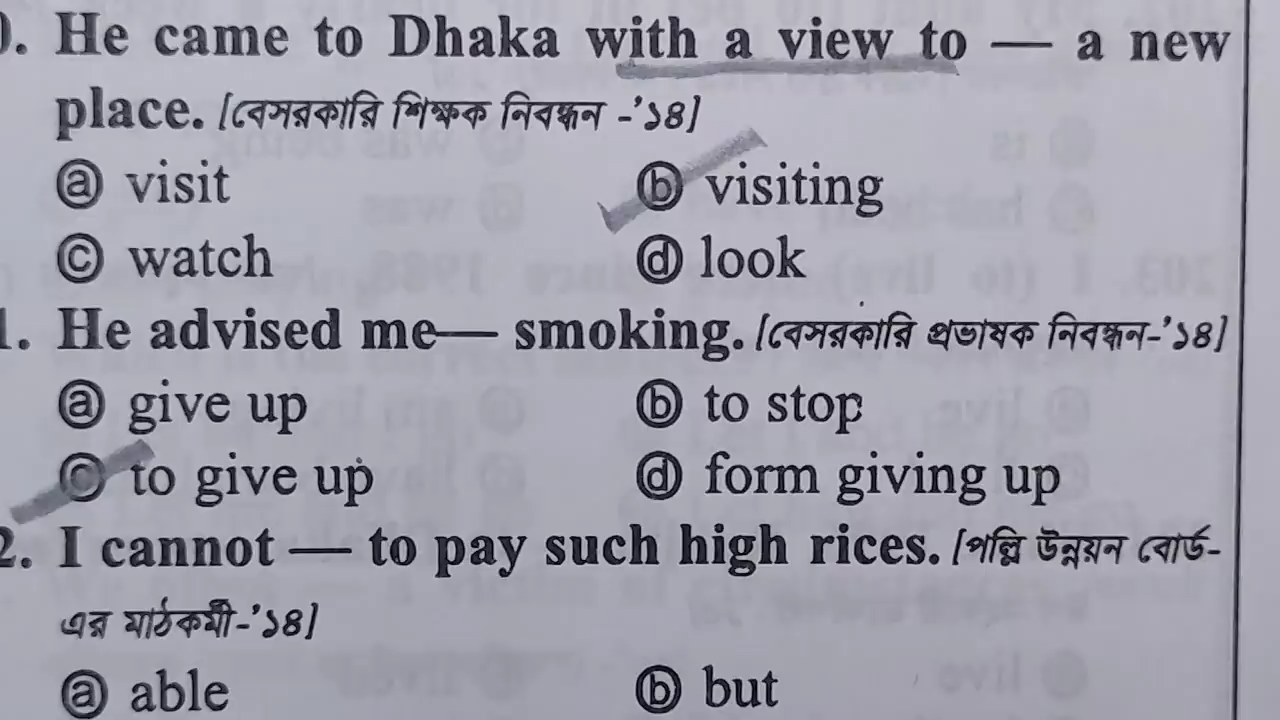 0. He came to Dhaka with a view to — a new
place. [বেসরকারি শিক্ষক নিবন্ধন -'১৪]
ⓐ visit ⓑ visiting
ⓒ watch ⓓ look
1. He advised me— smoking. [বেসরকারি প্রভাষক নিবন্ধন-'১৪]
ⓐ give up ⓑ to stop
ⓒ to give up ⓓ form giving up
2. I cannot — to pay such high rices. [পল্লি উন্নয়ন বোর্ড-
এর মাঠকর্মী-'১৪]
ⓐ able ⓑ but